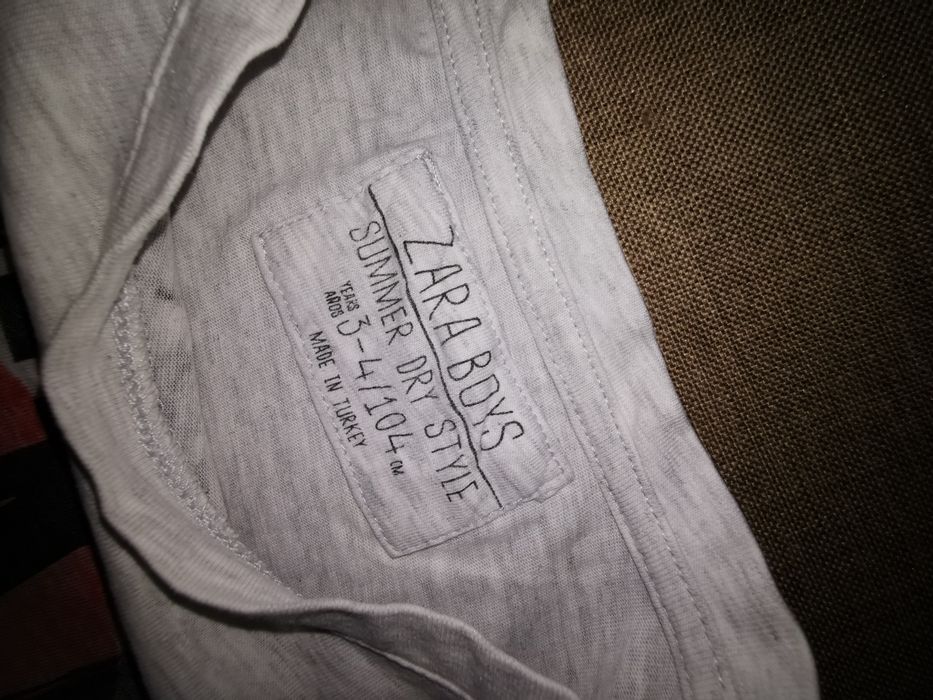 ZARA BOYS
SUMMER DRY STYLE
YEARS
AÑOS 3-4/104 cm
MADE IN TURKEY